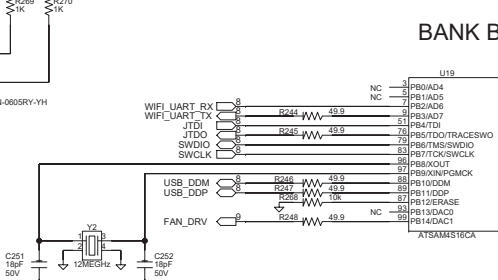 R269
1K
R270
1K
BANK B
N-0605RY-YH
U19
NC 3 PB0/AD4
NC 5 PB1/AD5
WIFI_UART_RX 8 7 PB2/AD6
WIFI_UART_TX 8 R244 49.9 9 PB3/AD7
JTDI 8 51 PB4/TDI
JTDO 8 R245 49.9 76 PB5/TDO/TRACESWO
SWDIO 8 79 PB6/TMS/SWDIO
SWCLK 8 83 PB7/TCK/SWCLK
96 PB8/XOUT
97 PB9/XIN/PGMCK
USB_DDM 8 R246 49.9 88 PB10/DDM
USB_DDP 8 R247 49.9 89 PB11/DDP
R268 10k 87 PB12/ERASE
NC 93 PB13/DAC0
FAN_DRV 9 R248 49.9 99 PB14/DAC1
ATSAM4S16CA
Y2
1 3
2 4
12MEGHz
C251
18pF
50V
C252
18pF
50V